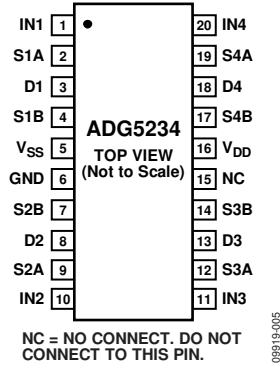 IN1 1 20 IN4
S1A 2 19 S4A
D1 3 18 D4
S1B 4 17 S4B
VSS 5 16 VDD
GND 6 15 NC
S2B 7 14 S3B
D2 8 13 D3
S2A 9 12 S3A
IN2 10 11 IN3
ADG5234
TOP VIEW
(Not to Scale)
NC = NO CONNECT. DO NOT
CONNECT TO THIS PIN.
09919-005